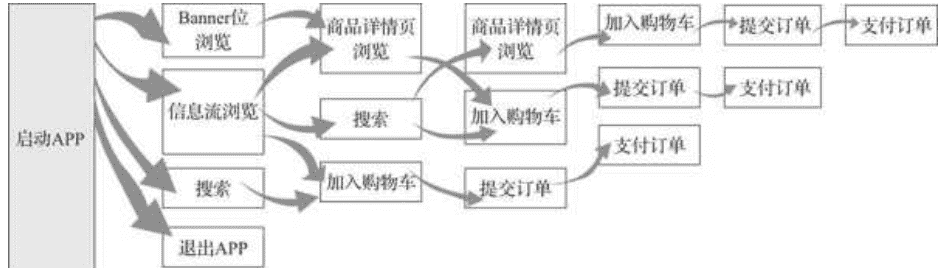 启动APP
Banner位
浏览
信息流浏览
搜索
退出APP
商品详情页
浏览
搜索
加入购物车
商品详情页
浏览
加入购物车
提交订单
加入购物车
提交订单
支付订单
提交订单
支付订单
支付订单